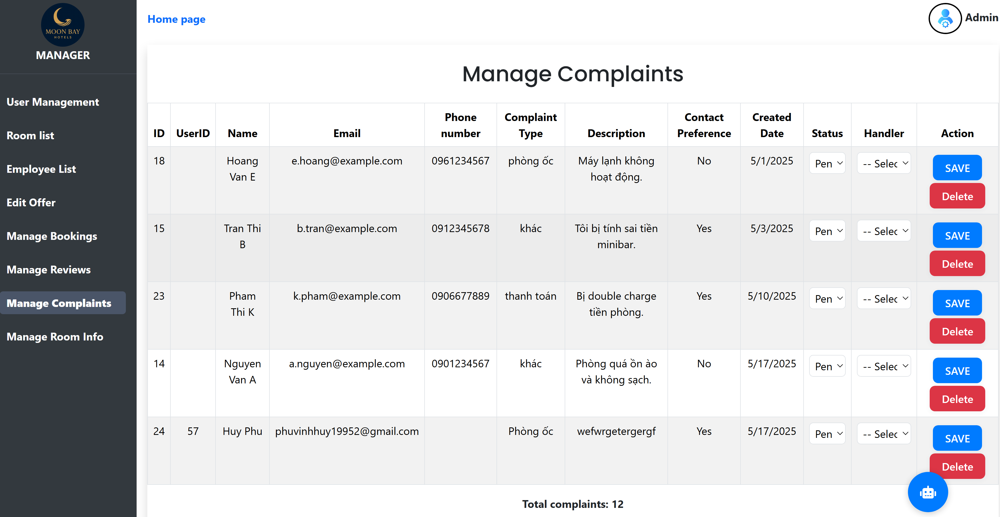 MOON BAY
HOTELS
MANAGER
User Management
Room list
Employee List
Edit Offer
Manage Bookings
Manage Reviews
Manage Complaints
Manage Room Info
Home page
Admin
Manage Complaints
ID UserID Name Email Phone number Complaint Type Description Contact Preference Created Date Status Handler Action
18 Hoang Van E e.hoang@example.com 0961234567 phòng ốc Máy lạnh không hoạt động. No 5/1/2025 Pen -- Selec SAVE Delete
15 Tran Thi B b.tran@example.com 0912345678 khác Tôi bị tính sai tiền minibar. Yes 5/3/2025 Pen -- Selec SAVE Delete
23 Pham Thi K k.pham@example.com 0906677889 thanh toán Bị double charge tiền phòng. Yes 5/10/2025 Pen -- Selec SAVE Delete
14 Nguyen Van A a.nguyen@example.com 0901234567 khác Phòng quá ồn ào và không sạch. No 5/17/2025 Pen -- Selec SAVE Delete
24 57 Huy Phu phuvinhhuy19952@gmail.com Phòng ốc wefwrgetergergf Yes 5/17/2025 Pen -- Selec SAVE Delete
Total complaints: 12